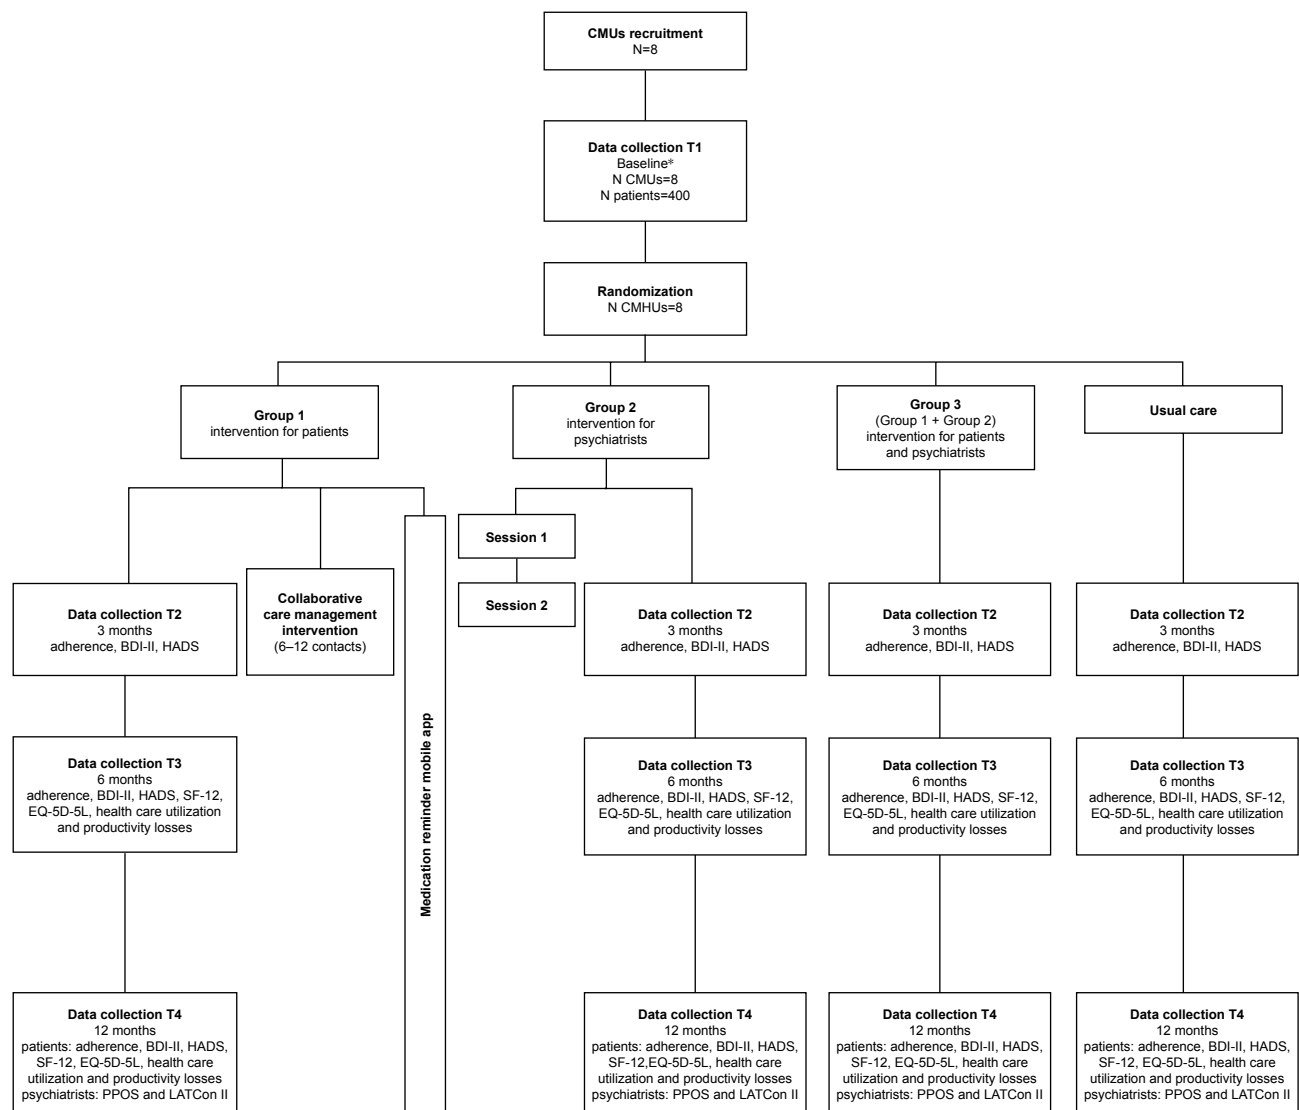 CMUs recruitment
N=8
Data collection T1
Baseline*
N CMUs=8
N patients=400
Randomization
N CMHUs=8
Group 1
intervention for patients
Group 2
intervention for
psychiatrists
Group 3
(Group 1 + Group 2)
intervention for patients
and psychiatrists
Usual care
Session 1
Session 2
Data collection T2
3 months
adherence, BDI-II, HADS
Collaborative
care management
intervention
(6–12 contacts)
Medication reminder mobile app
Data collection T2
3 months
adherence, BDI-II, HADS
Data collection T2
3 months
adherence, BDI-II, HADS
Data collection T2
3 months
adherence, BDI-II, HADS
Data collection T3
6 months
adherence, BDI-II, HADS, SF-12,
EQ-5D-5L, health care utilization
and productivity losses
Data collection T3
6 months
adherence, BDI-II, HADS, SF-12,
EQ-5D-5L, health care utilization
and productivity losses
Data collection T3
6 months
adherence, BDI-II, HADS, SF-12,
EQ-5D-5L, health care utilization
and productivity losses
Data collection T3
6 months
adherence, BDI-II, HADS, SF-12,
EQ-5D-5L, health care utilization
and productivity losses
Data collection T4
12 months
patients: adherence, BDI-II, HADS,
SF-12, EQ-5D-5L, health care
utilization and productivity losses
psychiatrists: PPOS and LATCon II
Data collection T4
12 months
patients: adherence, BDI-II, HADS,
SF-12,EQ-5D-5L, health care
utilization and productivity losses
psychiatrists: PPOS and LATCon II
Data collection T4
12 months
patients: adherence, BDI-II, HADS,
SF-12, EQ-5D-5L, health care
utilization and productivity losses
psychiatrists: PPOS and LATCon II
Data collection T4
12 months
patients: adherence, BDI-II, HADS,
SF-12, EQ-5D-5L, health care
utilization and productivity losses
psychiatrists: PPOS and LATCon II